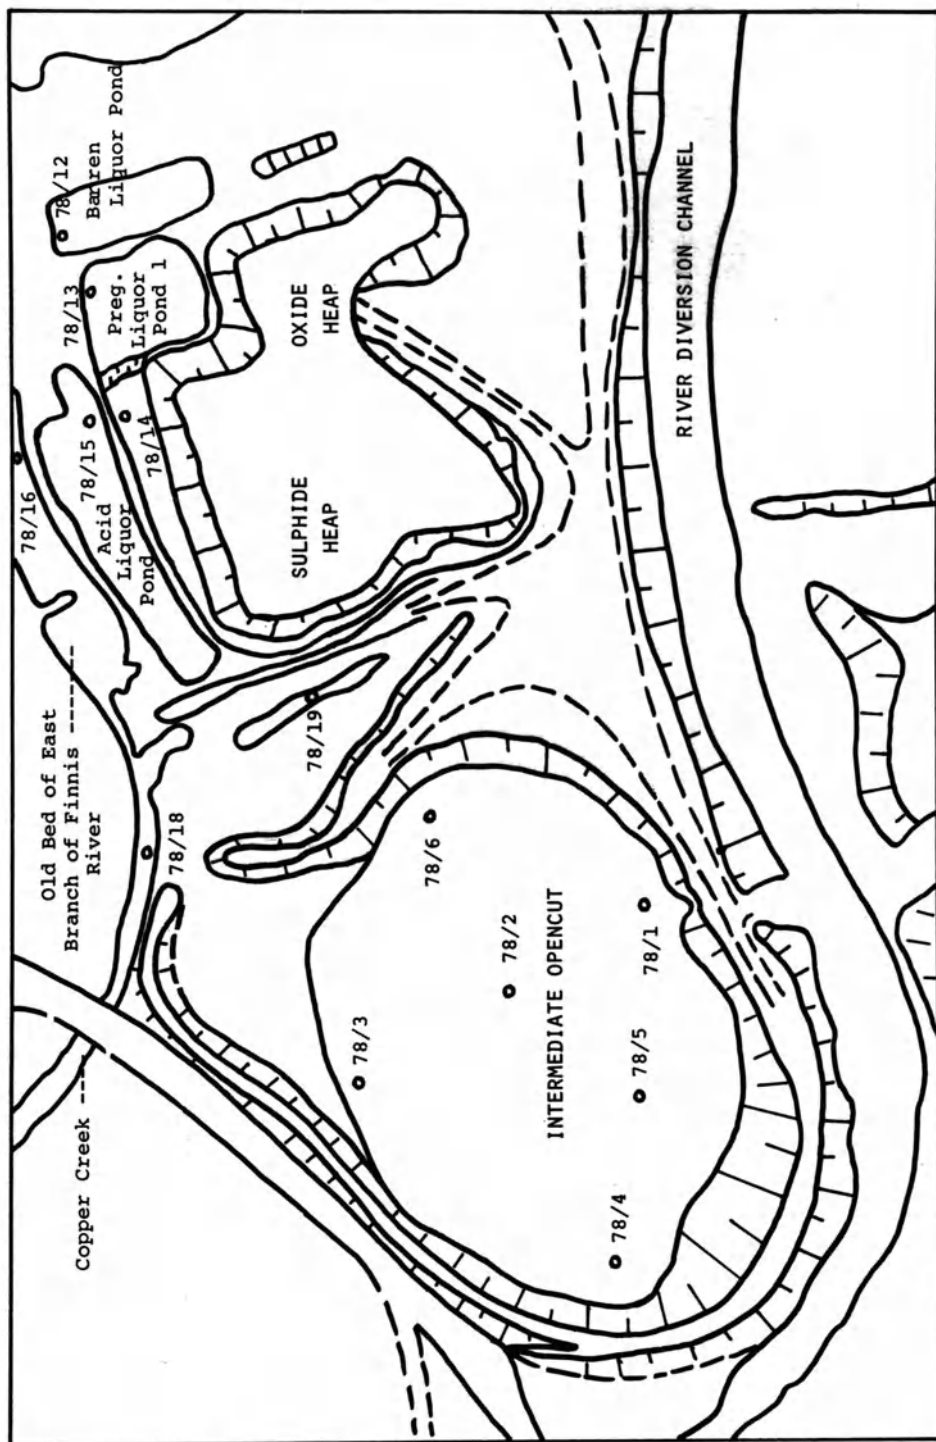 Old Bed of East
Branch of Finnis -------
River
Copper Creek ----
78/16
78/15
Acid
Liquor
Pond
78/14
78/13
Preg.
Liquor
Pond 1
78/12
Barren
Liquor Pond
78/18
78/19
SULPHIDE
HEAP
OXIDE
HEAP
78/6
78/3
78/2
INTERMEDIATE OPENCUT
78/5
78/1
78/4
RIVER DIVERSION CHANNEL